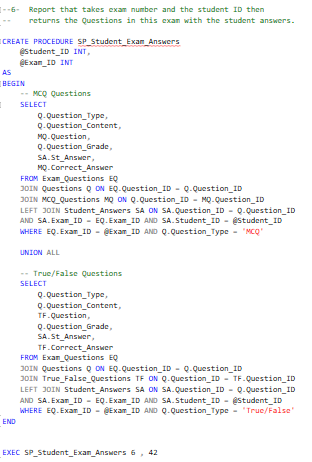 --6-  Report that takes exam number and the student ID then
--   returns the Questions in this exam with the student answers.
CREATE PROCEDURE SP_Student_Exam_Answers
    @Student_ID INT,
    @Exam_ID INT
AS
BEGIN
    -- MCQ Questions
    SELECT
        Q.Question_Type,
        Q.Question_Content,
        MQ.Question,
        Q.Question_Grade,
        SA.St_Answer,
        MQ.Correct_Answer
    FROM Exam_Questions EQ
    JOIN Questions Q ON EQ.Question_ID = Q.Question_ID
    JOIN MCQ_Questions MQ ON Q.Question_ID = MQ.Question_ID
    LEFT JOIN Student_Answers SA ON SA.Question_ID = Q.Question_ID
    AND SA.Exam_ID = EQ.Exam_ID AND SA.Student_ID = @Student_ID
    WHERE EQ.Exam_ID = @Exam_ID AND Q.Question_Type = 'MCQ'
    UNION ALL
    -- True/False Questions
    SELECT
        Q.Question_Type,
        Q.Question_Content,
        TF.Question,
        Q.Question_Grade,
        SA.St_Answer,
        TF.Correct_Answer
    FROM Exam_Questions EQ
    JOIN Questions Q ON EQ.Question_ID = Q.Question_ID
    JOIN True_False_Questions TF ON Q.Question_ID = TF.Question_ID
    LEFT JOIN Student_Answers SA ON SA.Question_ID = Q.Question_ID
    AND SA.Exam_ID = EQ.Exam_ID AND SA.Student_ID = @Student_ID
    WHERE EQ.Exam_ID = @Exam_ID AND Q.Question_Type = 'True/False'
END
EXEC SP_Student_Exam_Answers 6 , 42